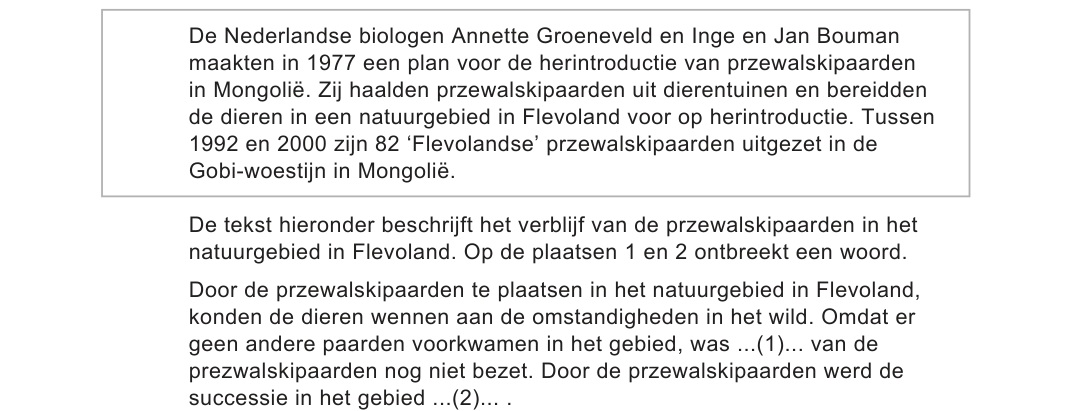 De Nederlandse biologen Annette Groeneveld en Inge en Jan Bouman
maakten in 1977 een plan voor de herintroductie van przewalskipaarden
in Mongolië. Zij haalden przewalskipaarden uit dierentuinen en bereidden
de dieren in een natuurgebied in Flevoland voor op herintroductie. Tussen
1992 en 2000 zijn 82 ‘Flevolandse’ przewalskipaarden uitgezet in de
Gobi-woestijn in Mongolië.
De tekst hieronder beschrijft het verblijf van de przewalskipaarden in het
natuurgebied in Flevoland. Op de plaatsen 1 en 2 ontbreekt een woord.
Door de przewalskipaarden te plaatsen in het natuurgebied in Flevoland,
konden de dieren wennen aan de omstandigheden in het wild. Omdat er
geen andere paarden voorkwamen in het gebied, was ...(1)... van de
prezwalskipaarden nog niet bezet. Door de przewalskipaarden werd de
successie in het gebied ...(2)... .